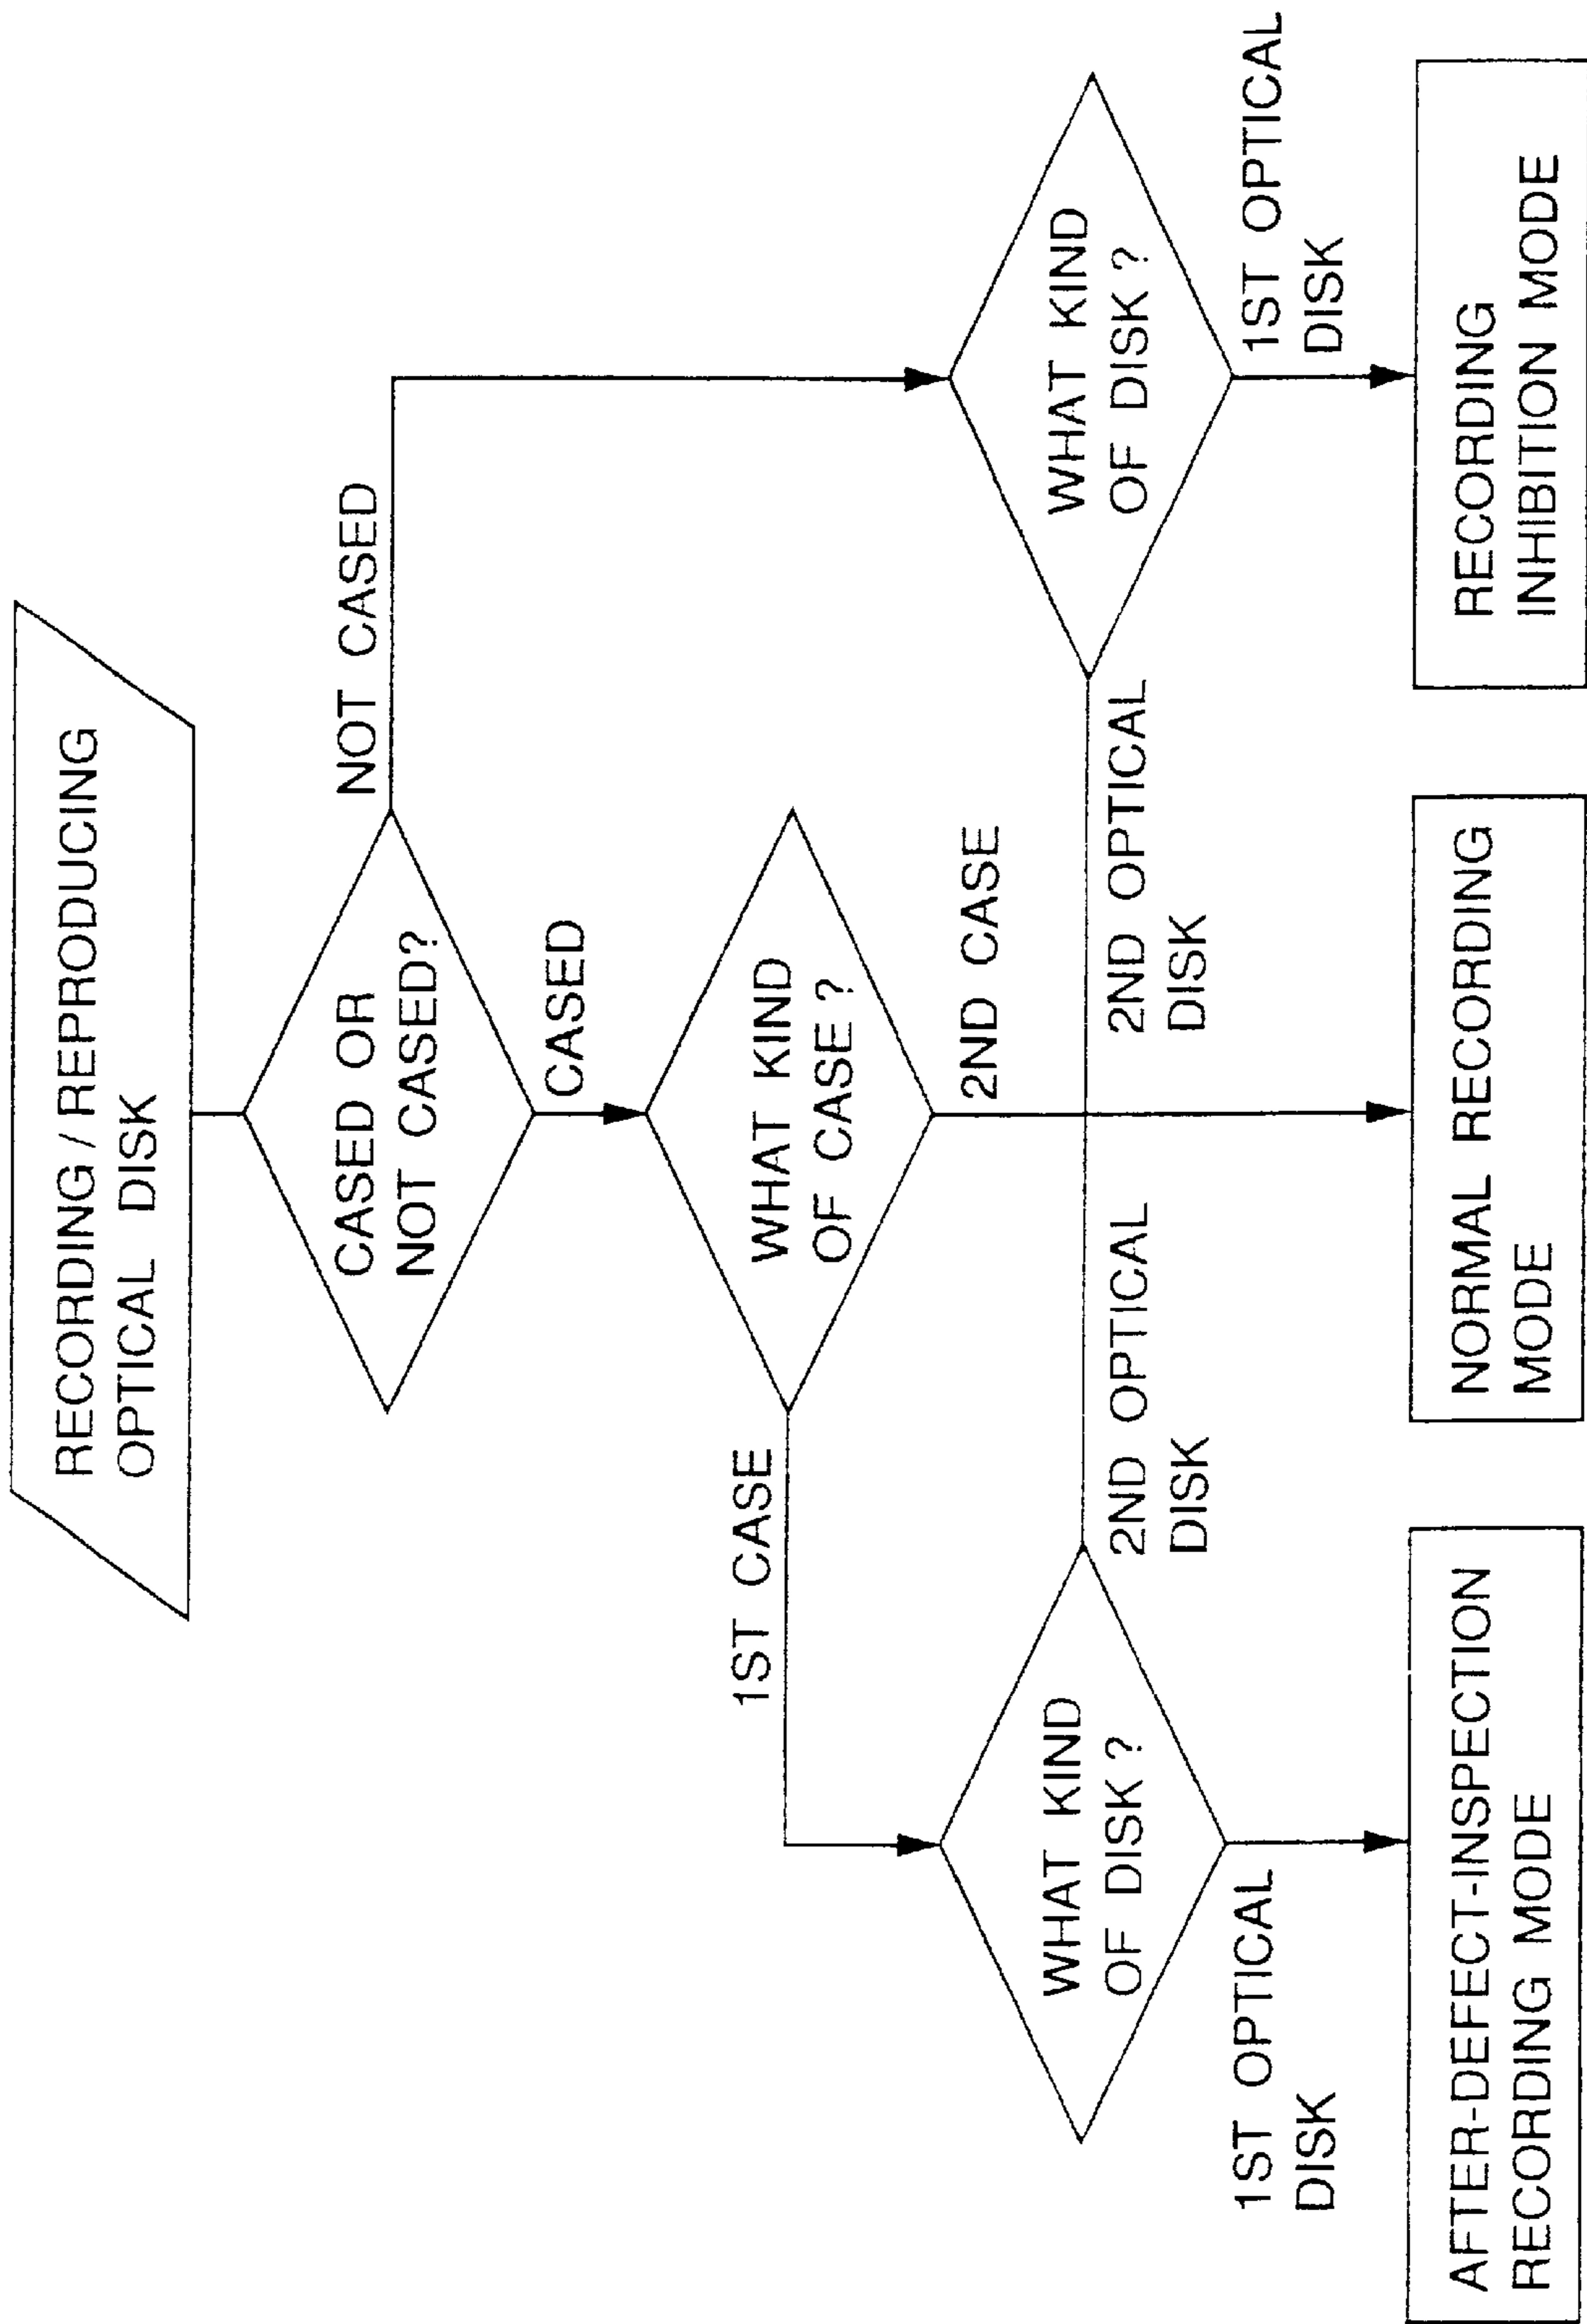 RECORDING / REPRODUCING
OPTICAL DISK
CASED OR
NOT CASED?
NOT CASED
CASED
WHAT KIND
OF CASE ?
1ST CASE
2ND CASE
WHAT KIND
OF DISK ?
2ND OPTICAL
DISK
2ND OPTICAL
DISK
WHAT KIND
OF DISK ?
1ST OPTICAL
DISK
1ST OPTICAL
DISK
AFTER-DEFECT-INSPECTION
RECORDING MODE
NORMAL RECORDING
MODE
RECORDING
INHIBITION MODE